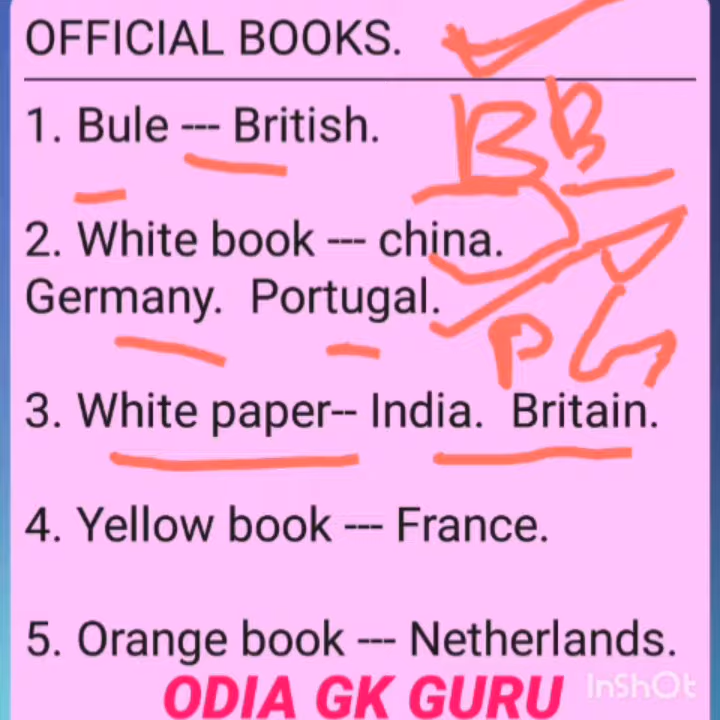 OFFICIAL BOOKS.
1. Bule --- British.
B B
2. White book --- china.
Germany. Portugal.
P G
3. White paper-- India. Britain.
4. Yellow book --- France.
5. Orange book --- Netherlands.
ODIA GK GURU
InShOt